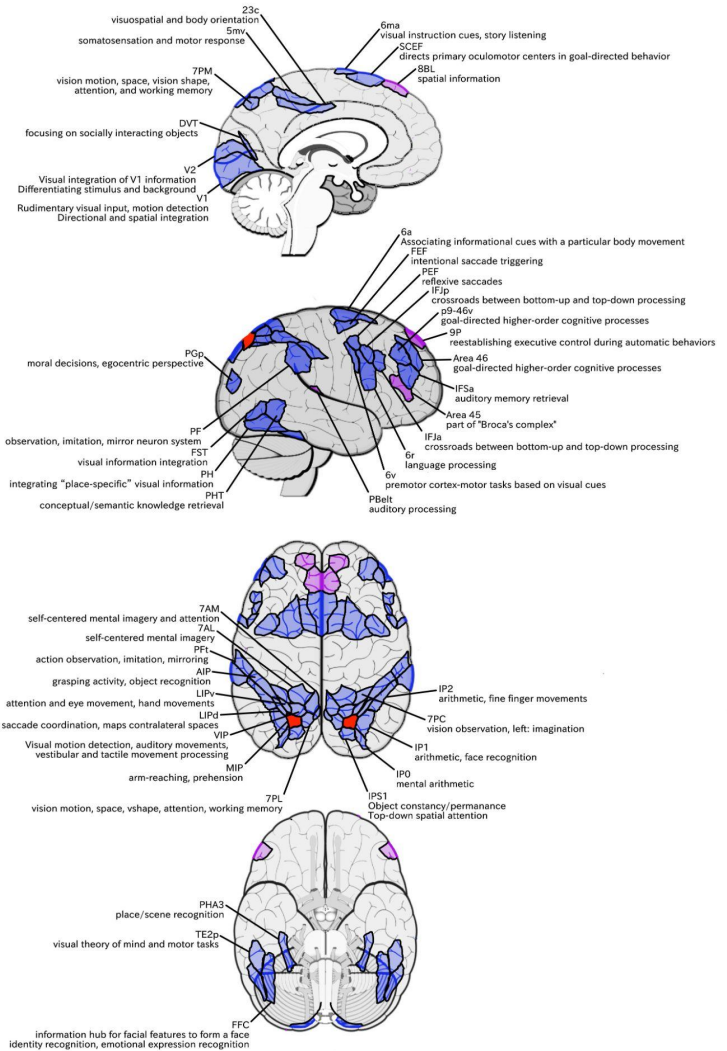 23c
visuospatial and body orientation
5mv
somatosensation and motor response
7PM
vision motion, space, vision shape,
attention, and working memory
DVT
focusing on socially interacting objects
V2
Visual integration of V1 information
Differentiating stimulus and background
V1
Rudimentary visual input, motion detection
Directional and spatial integration
6ma
visual instruction cues, story listening
SCEF
directs primary oculomotor centers in goal-directed behavior
8BL
spatial information
6a
Associating informational cues with a particular body movement
FEF
intentional saccade triggering
PEF
reflexive saccades
IFJp
crossroads between bottom-up and top-down processing
p9-46v
goal-directed higher-order cognitive processes
9P
reestablishing executive control during automatic behaviors
Area 46
goal-directed higher-order cognitive processes
IFSa
auditory memory retrieval
Area 45
part of "Broca's complex"
IFJa
crossroads between bottom-up and top-down processing
6r
language processing
6v
premotor cortex-motor tasks based on visual cues
PBelt
auditory processing
PGp
moral decisions, egocentric perspective
PF
observation, imitation, mirror neuron system
FST
visual information integration
PH
integrating “place-specific” visual information
PHT
conceptual/semantic knowledge retrieval
7AM
self-centered mental imagery and attention
7AL
self-centered mental imagery
PFt
action observation, imitation, mirroring
AIP
grasping activity, object recognition
LIPv
attention and eye movement, hand movements
LIPd
saccade coordination, maps contralateral spaces
VIP
Visual motion detection, auditory movements,
vestibular and tactile movement processing
MIP
arm-reaching, prehension
7PL
vision motion, space, vshape, attention, working memory
IP2
arithmetic, fine finger movements
7PC
vision observation, left: imagination
IP1
arithmetic, face recognition
IP0
mental arithmetic
IPS1
Object constancy/permanance
Top-down spatial attention
PHA3
place/scene recognition
TE2p
visual theory of mind and motor tasks
FFC
information hub for facial features to form a face
identity recognition, emotional expression recognition